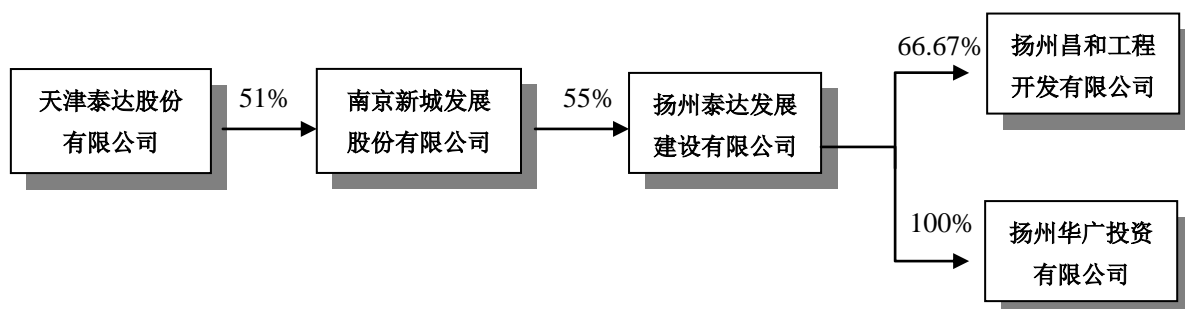 天津泰达股份
有限公司
51%
南京新城发展
股份有限公司
55%
扬州泰达发展
建设有限公司
66.67%
扬州昌和工程
开发有限公司
100%
扬州华广投资
有限公司